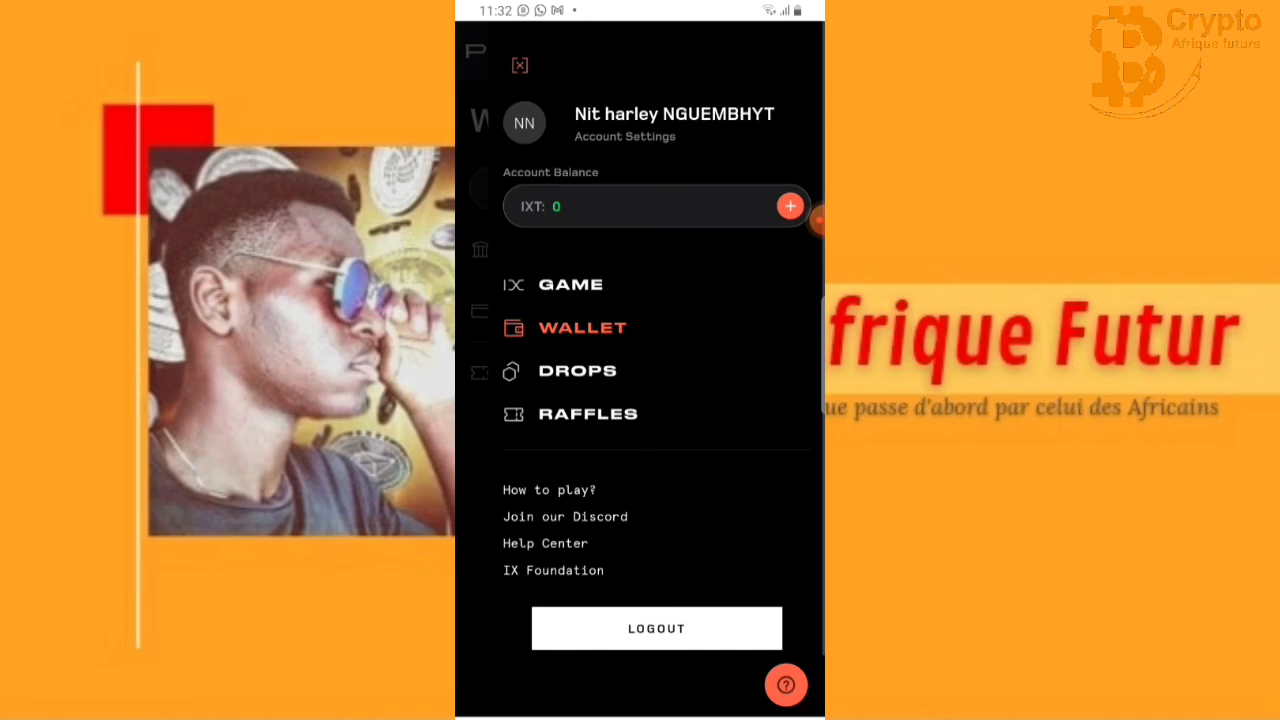 11:32
Crypto
Afrique future
P
W
NN
Nit harley NGUEMBHYT
Account Settings
Account Balance
IXT: 0
GAME
WALLET
DROPS
RAFFLES
frique Futur
ue passe d'abord par celui des Africains
How to play?
Join our Discord
Help Center
IX Foundation
LOGOUT